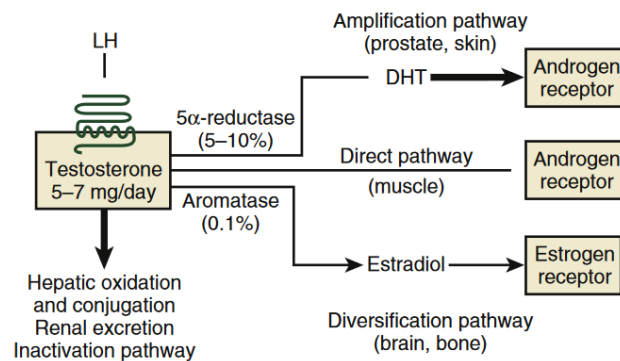 LH
Testosterone
5–7 mg/day
Hepatic oxidation
and conjugation
Renal excretion
Inactivation pathway
5α-reductase
(5–10%)
Amplification pathway
(prostate, skin)
DHT
Androgen
receptor
Direct pathway
(muscle)
Androgen
receptor
Aromatase
(0.1%)
Estradiol
Estrogen
receptor
Diversification pathway
(brain, bone)